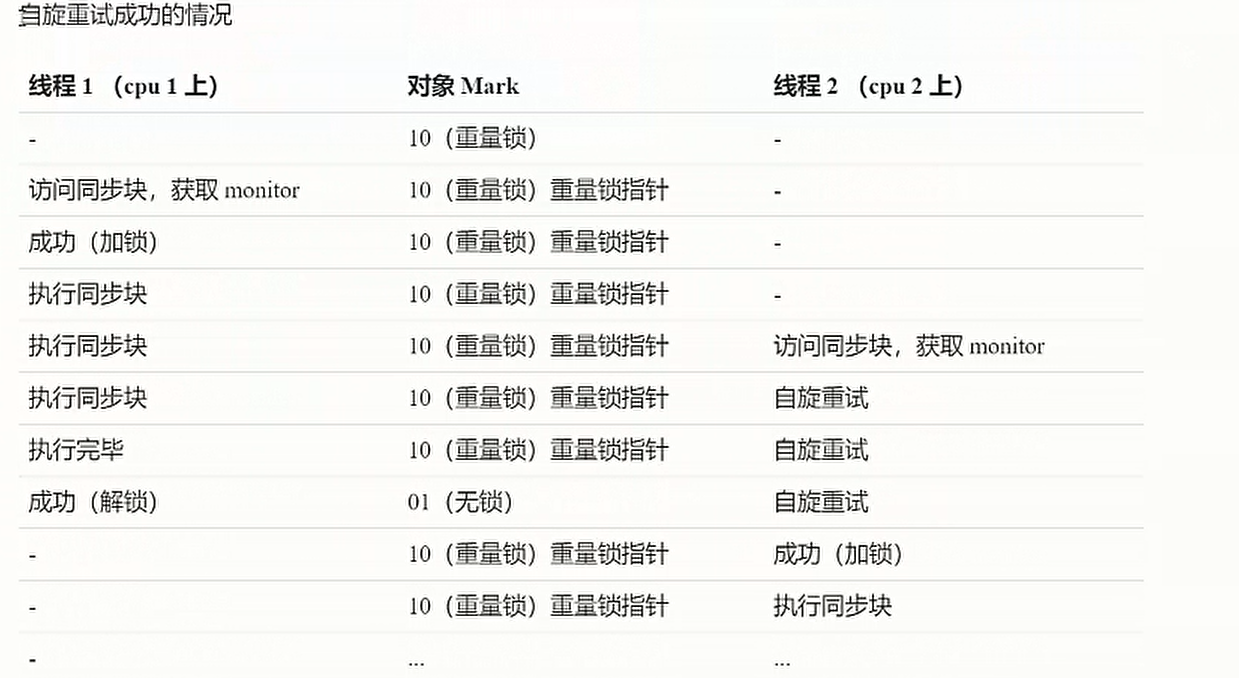 自旋重试成功的情况
线程 1 （cpu 1 上） 对象 Mark 线程 2 （cpu 2 上）
- 10（重量锁） -
访问同步块，获取 monitor 10（重量锁）重量锁指针 -
成功（加锁） 10（重量锁）重量锁指针 -
执行同步块 10（重量锁）重量锁指针 -
执行同步块 10（重量锁）重量锁指针 访问同步块，获取 monitor
执行同步块 10（重量锁）重量锁指针 自旋重试
执行完毕 10（重量锁）重量锁指针 自旋重试
成功（解锁） 01（无锁） 自旋重试
- 10（重量锁）重量锁指针 成功（加锁）
- 10（重量锁）重量锁指针 执行同步块
- ... ...